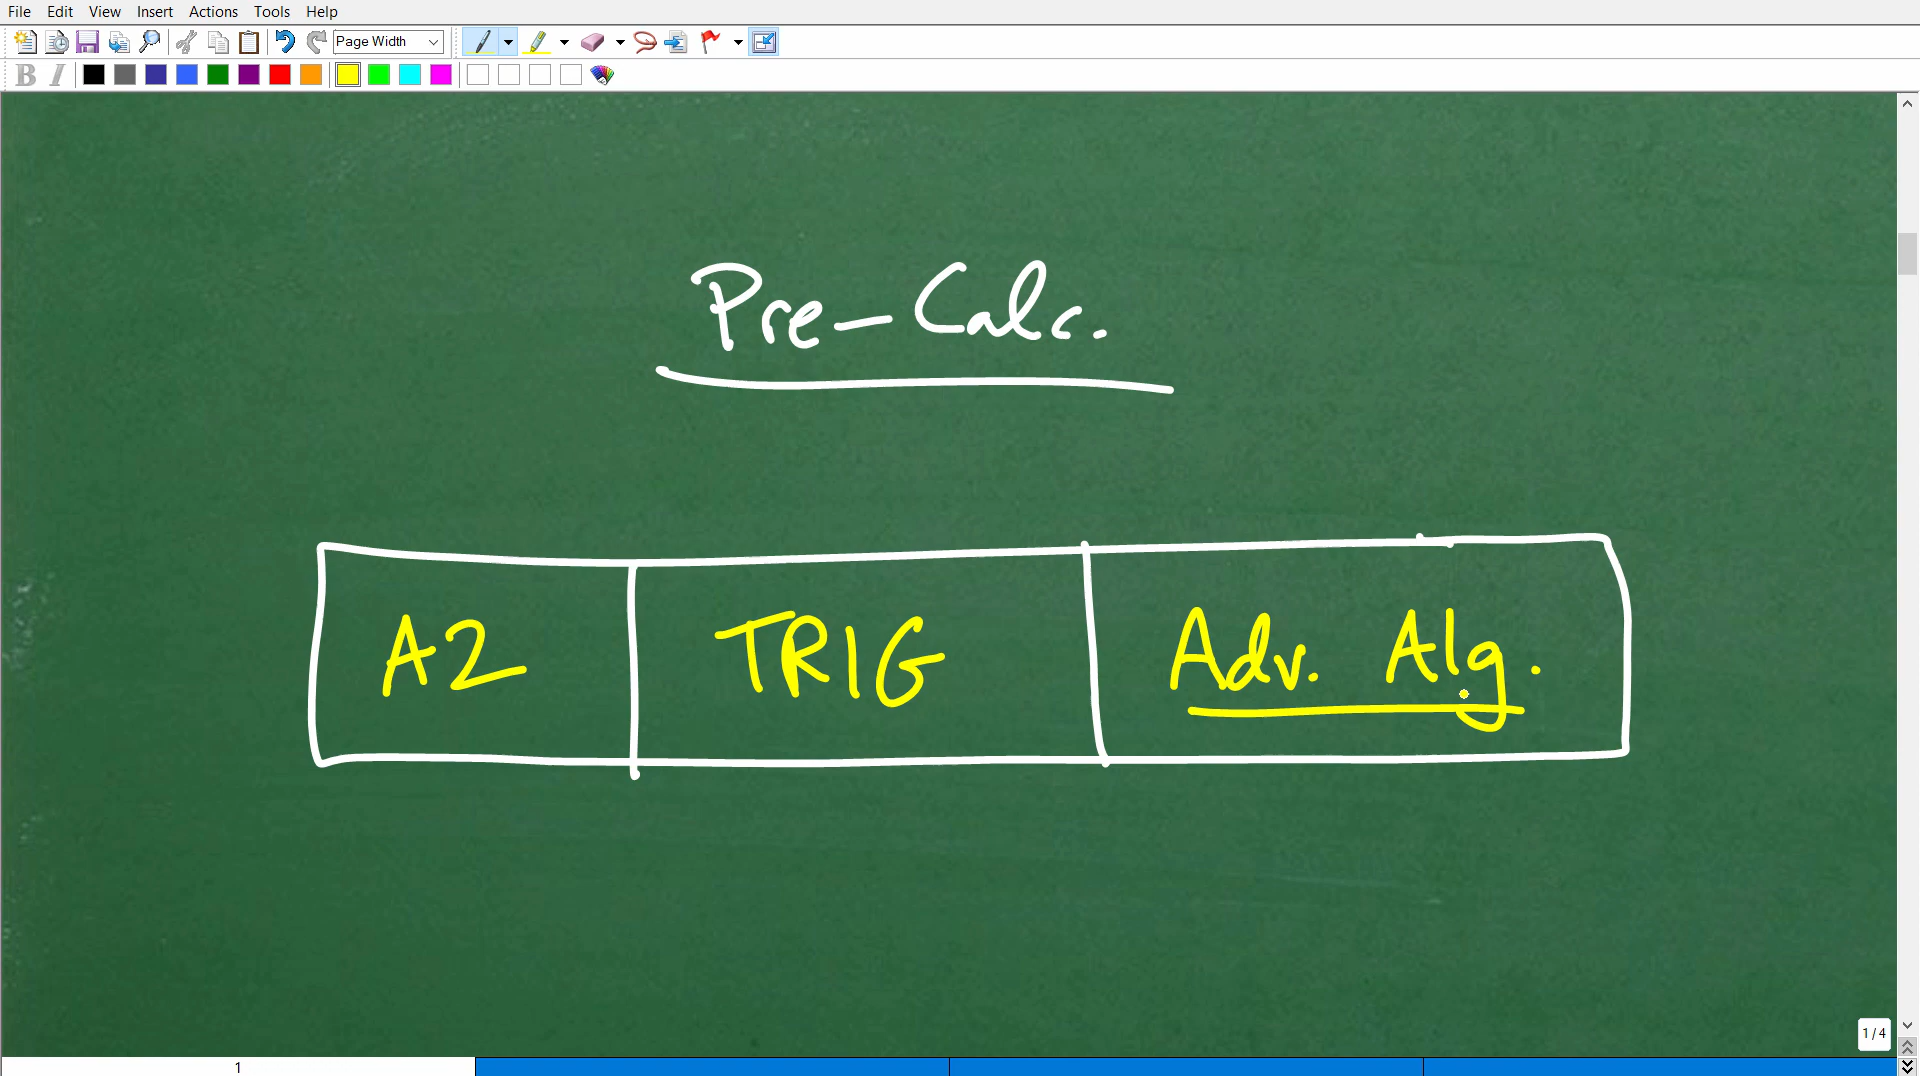 File Edit View Insert Actions Tools Help
Page Width
B I
Pre-Calc.
A2 TRIG Adv. Alg.
1 / 4
1